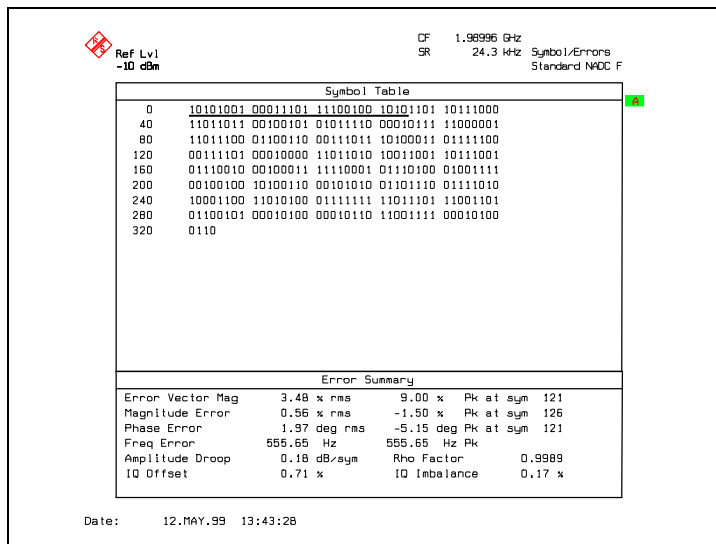 R S
CF 1.98996 GHz
Ref Lvl SR 24.3 kHz Symbol/Errors
-10 dBm Standard NADC F
Symbol Table
A
0 10101001 00011101 11100100 10101101 10111000
40 11011011 00100101 01011110 00010111 11000001
80 11011100 01100110 00111011 10100011 01111100
120 00111101 00010000 11011010 10011001 10111001
160 01110010 00100011 11110001 01110100 01001111
200 00100100 10100110 00101010 01101110 01111010
240 10001100 11010100 01111111 11011101 11001101
280 01100101 00010100 00010110 11001111 00010100
320 0110
Error Summary
Error Vector Mag 3.48 % rms 9.00 % Pk at sym 121
Magnitude Error 0.56 % rms -1.50 % Pk at sym 126
Phase Error 1.97 deg rms -5.15 deg Pk at sym 121
Freq Error 555.65 Hz 555.65 Hz Pk
Amplitude Droop 0.18 dB/sym Rho Factor 0.9989
IQ Offset 0.71 % IQ Imbalance 0.17 %
Date: 12.MAY.99 13:43:28